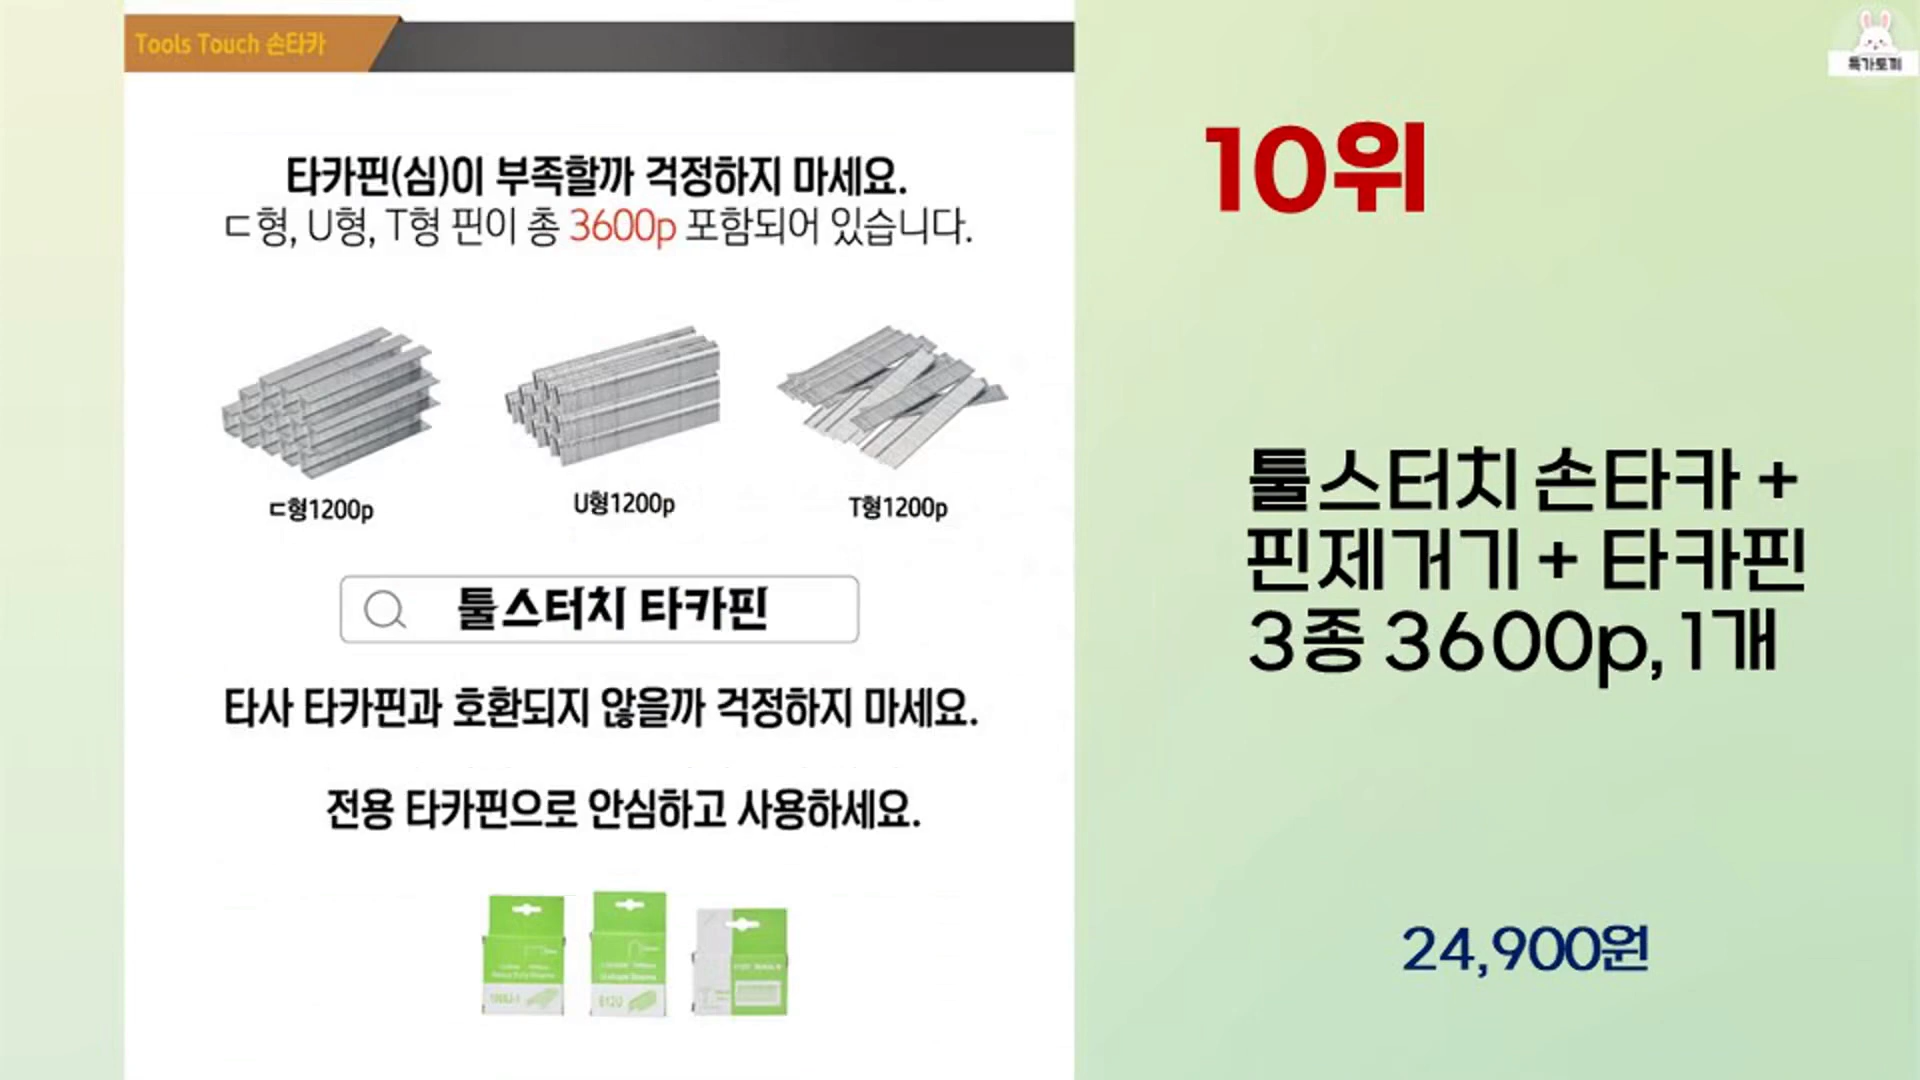 Tools Touch 손타카
특가토끼
10위
타카핀(심)이 부족할까 걱정하지 마세요.
ㄷ형, U형, T형 핀이 총 3600p 포함되어 있습니다.
ㄷ형1200p
U형1200p
T형1200p
툴스터치 타카핀
타사 타카핀과 호환되지 않을까 걱정하지 마세요.
전용 타카핀으로 안심하고 사용하세요.
툴스터치 손타카 +
핀제거기 + 타카핀
3종 3600p, 1개
24,900원